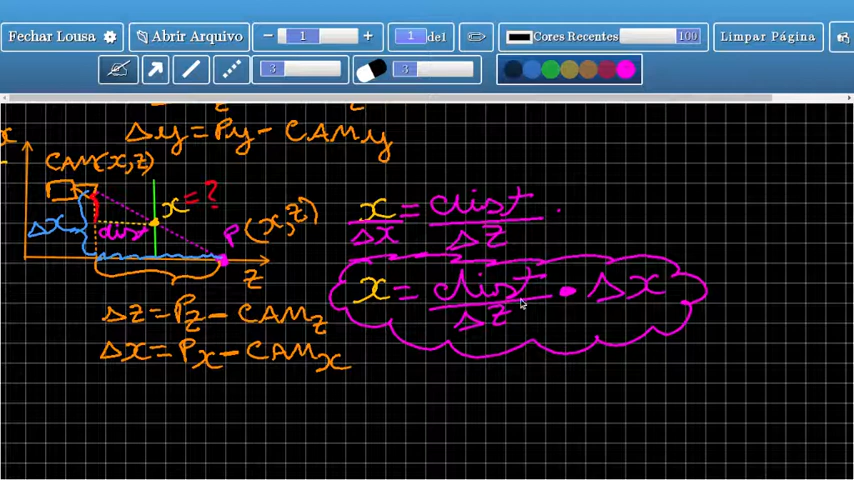 Fechar Lousa
Abrir Arquivo
− 1 +
1 de1
Cores Recentes
100
Limpar Página
3
3
Δy = Py - CAMy
CAM(x,z)
x = ?
x/Δx = dist/ΔZ
Δx
dist
P (x,z)
z
x = dist/ΔZ • Δx
Δz = Pz - CAMz
Δx = Px - CAMx